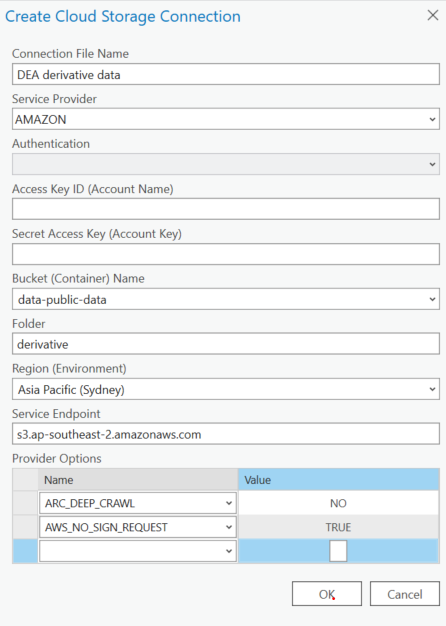 Create Cloud Storage Connection
Connection File Name
DEA derivative data
Service Provider
AMAZON
Authentication
Access Key ID (Account Name)
Secret Access Key (Account Key)
Bucket (Container) Name
data-public-data
Folder
derivative
Region (Environment)
Asia Pacific (Sydney)
Service Endpoint
s3.ap-southeast-2.amazonaws.com
Provider Options
Name Value
ARC_DEEP_CRAWL NO
AWS_NO_SIGN_REQUEST TRUE
OK Cancel